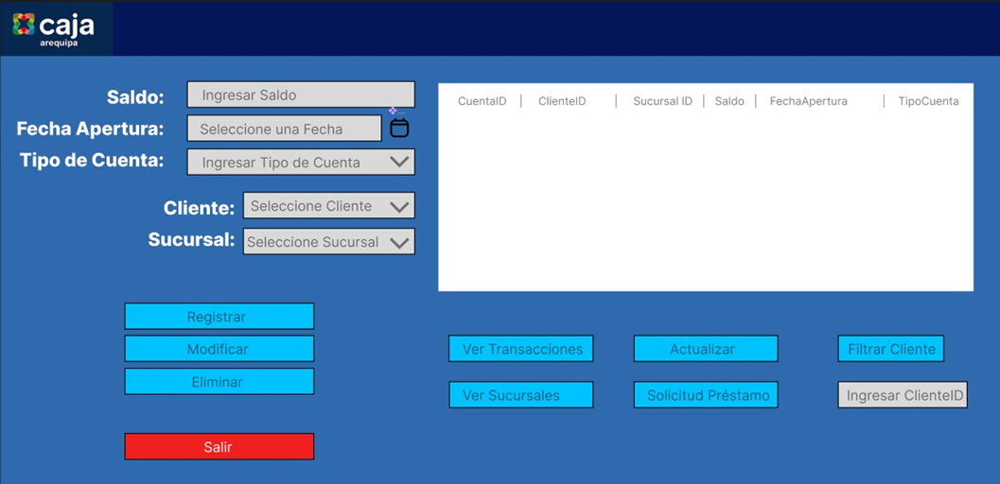 caja
arequipa
Saldo: Ingresar Saldo
Fecha Apertura: Seleccione una Fecha
Tipo de Cuenta: Ingresar Tipo de Cuenta
Cliente: Seleccione Cliente
Sucursal: Seleccione Sucursal
CuentaID | ClienteID | Sucursal ID | Saldo | FechaApertura | TipoCuenta
Registrar
Modificar
Eliminar
Salir
Ver Transacciones Actualizar Filtrar Cliente
Ver Sucursales Solicitud Préstamo Ingresar ClienteID